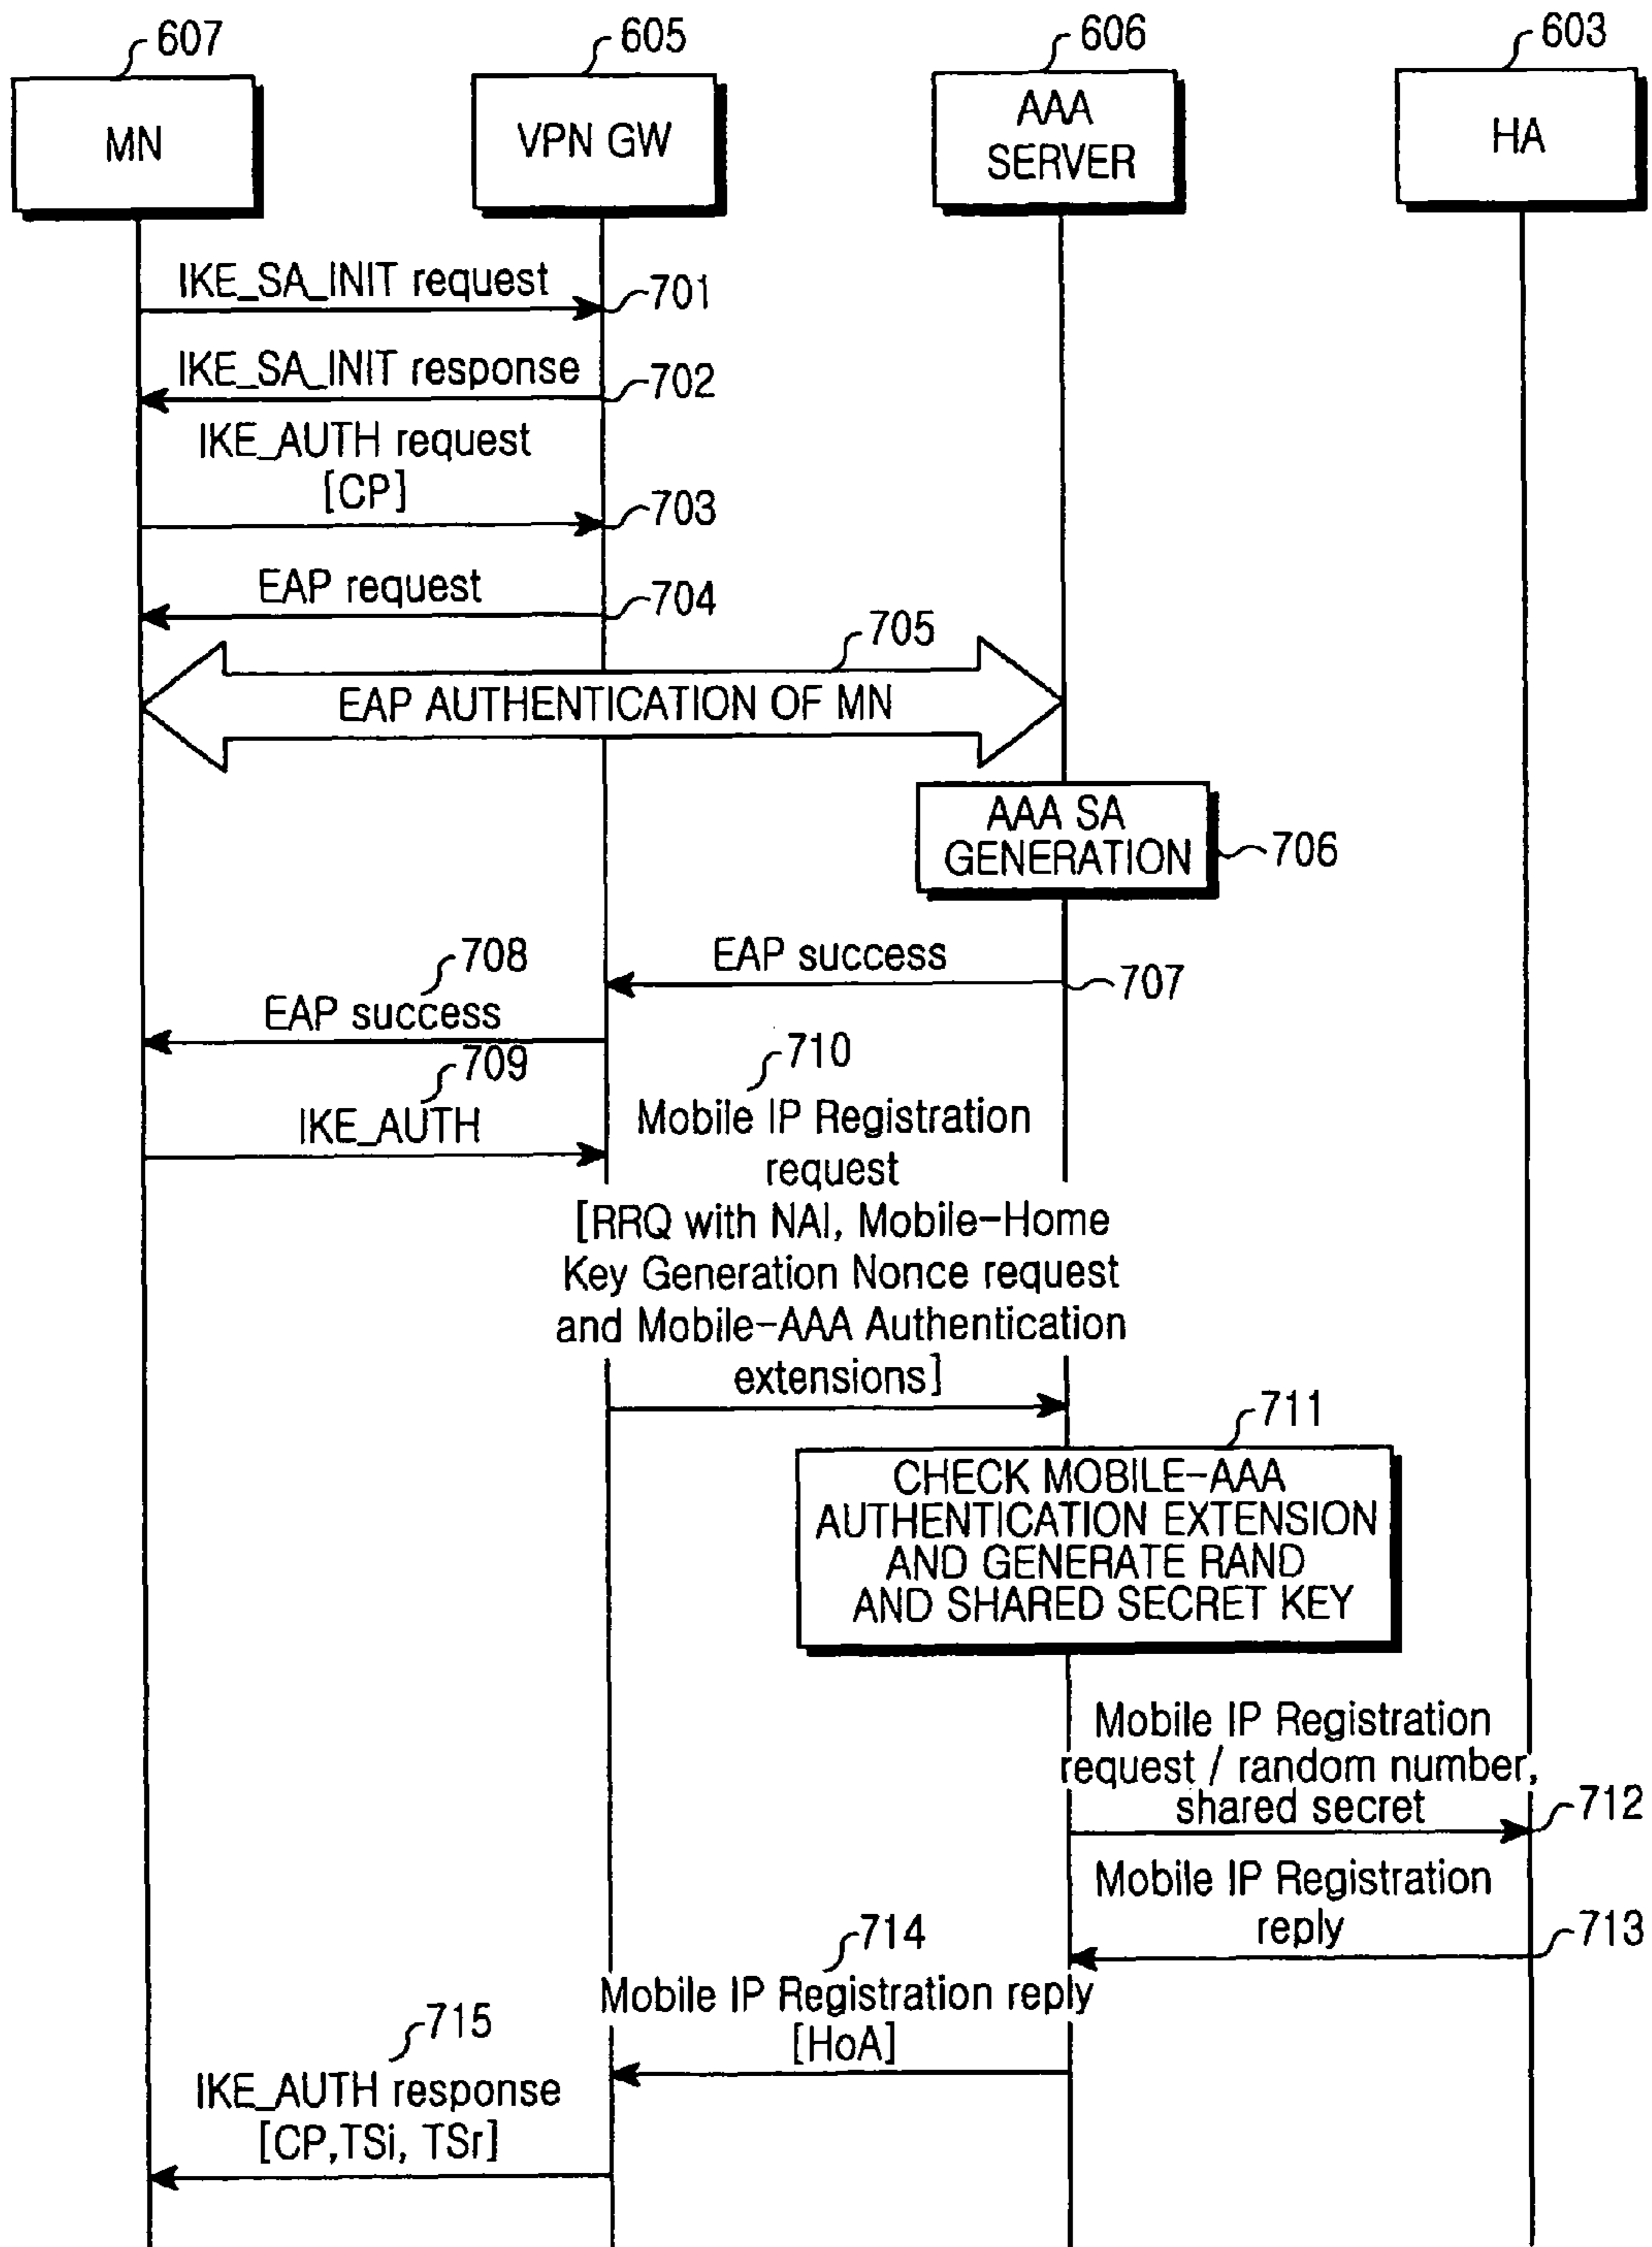 607
605
606
603
MN
VPN GW
AAA
SERVER
HA
IKE_SA_INIT request
701
IKE_SA_INIT response
702
IKE_AUTH request
[CP]
703
EAP request
704
705
EAP AUTHENTICATION OF MN
AAA SA
GENERATION
706
EAP success
707
708
EAP success
709
IKE_AUTH
710
Mobile IP Registration
request
[RRQ with NAI, Mobile-Home
Key Generation Nonce request
and Mobile-AAA Authentication
extensions]
711
CHECK MOBILE-AAA
AUTHENTICATION EXTENSION
AND GENERATE RAND
AND SHARED SECRET KEY
Mobile IP Registration
request / random number,
shared secret
712
Mobile IP Registration
reply
713
714
Mobile IP Registration reply
[HoA]
715
IKE_AUTH response
[CP,TSi, TSr]